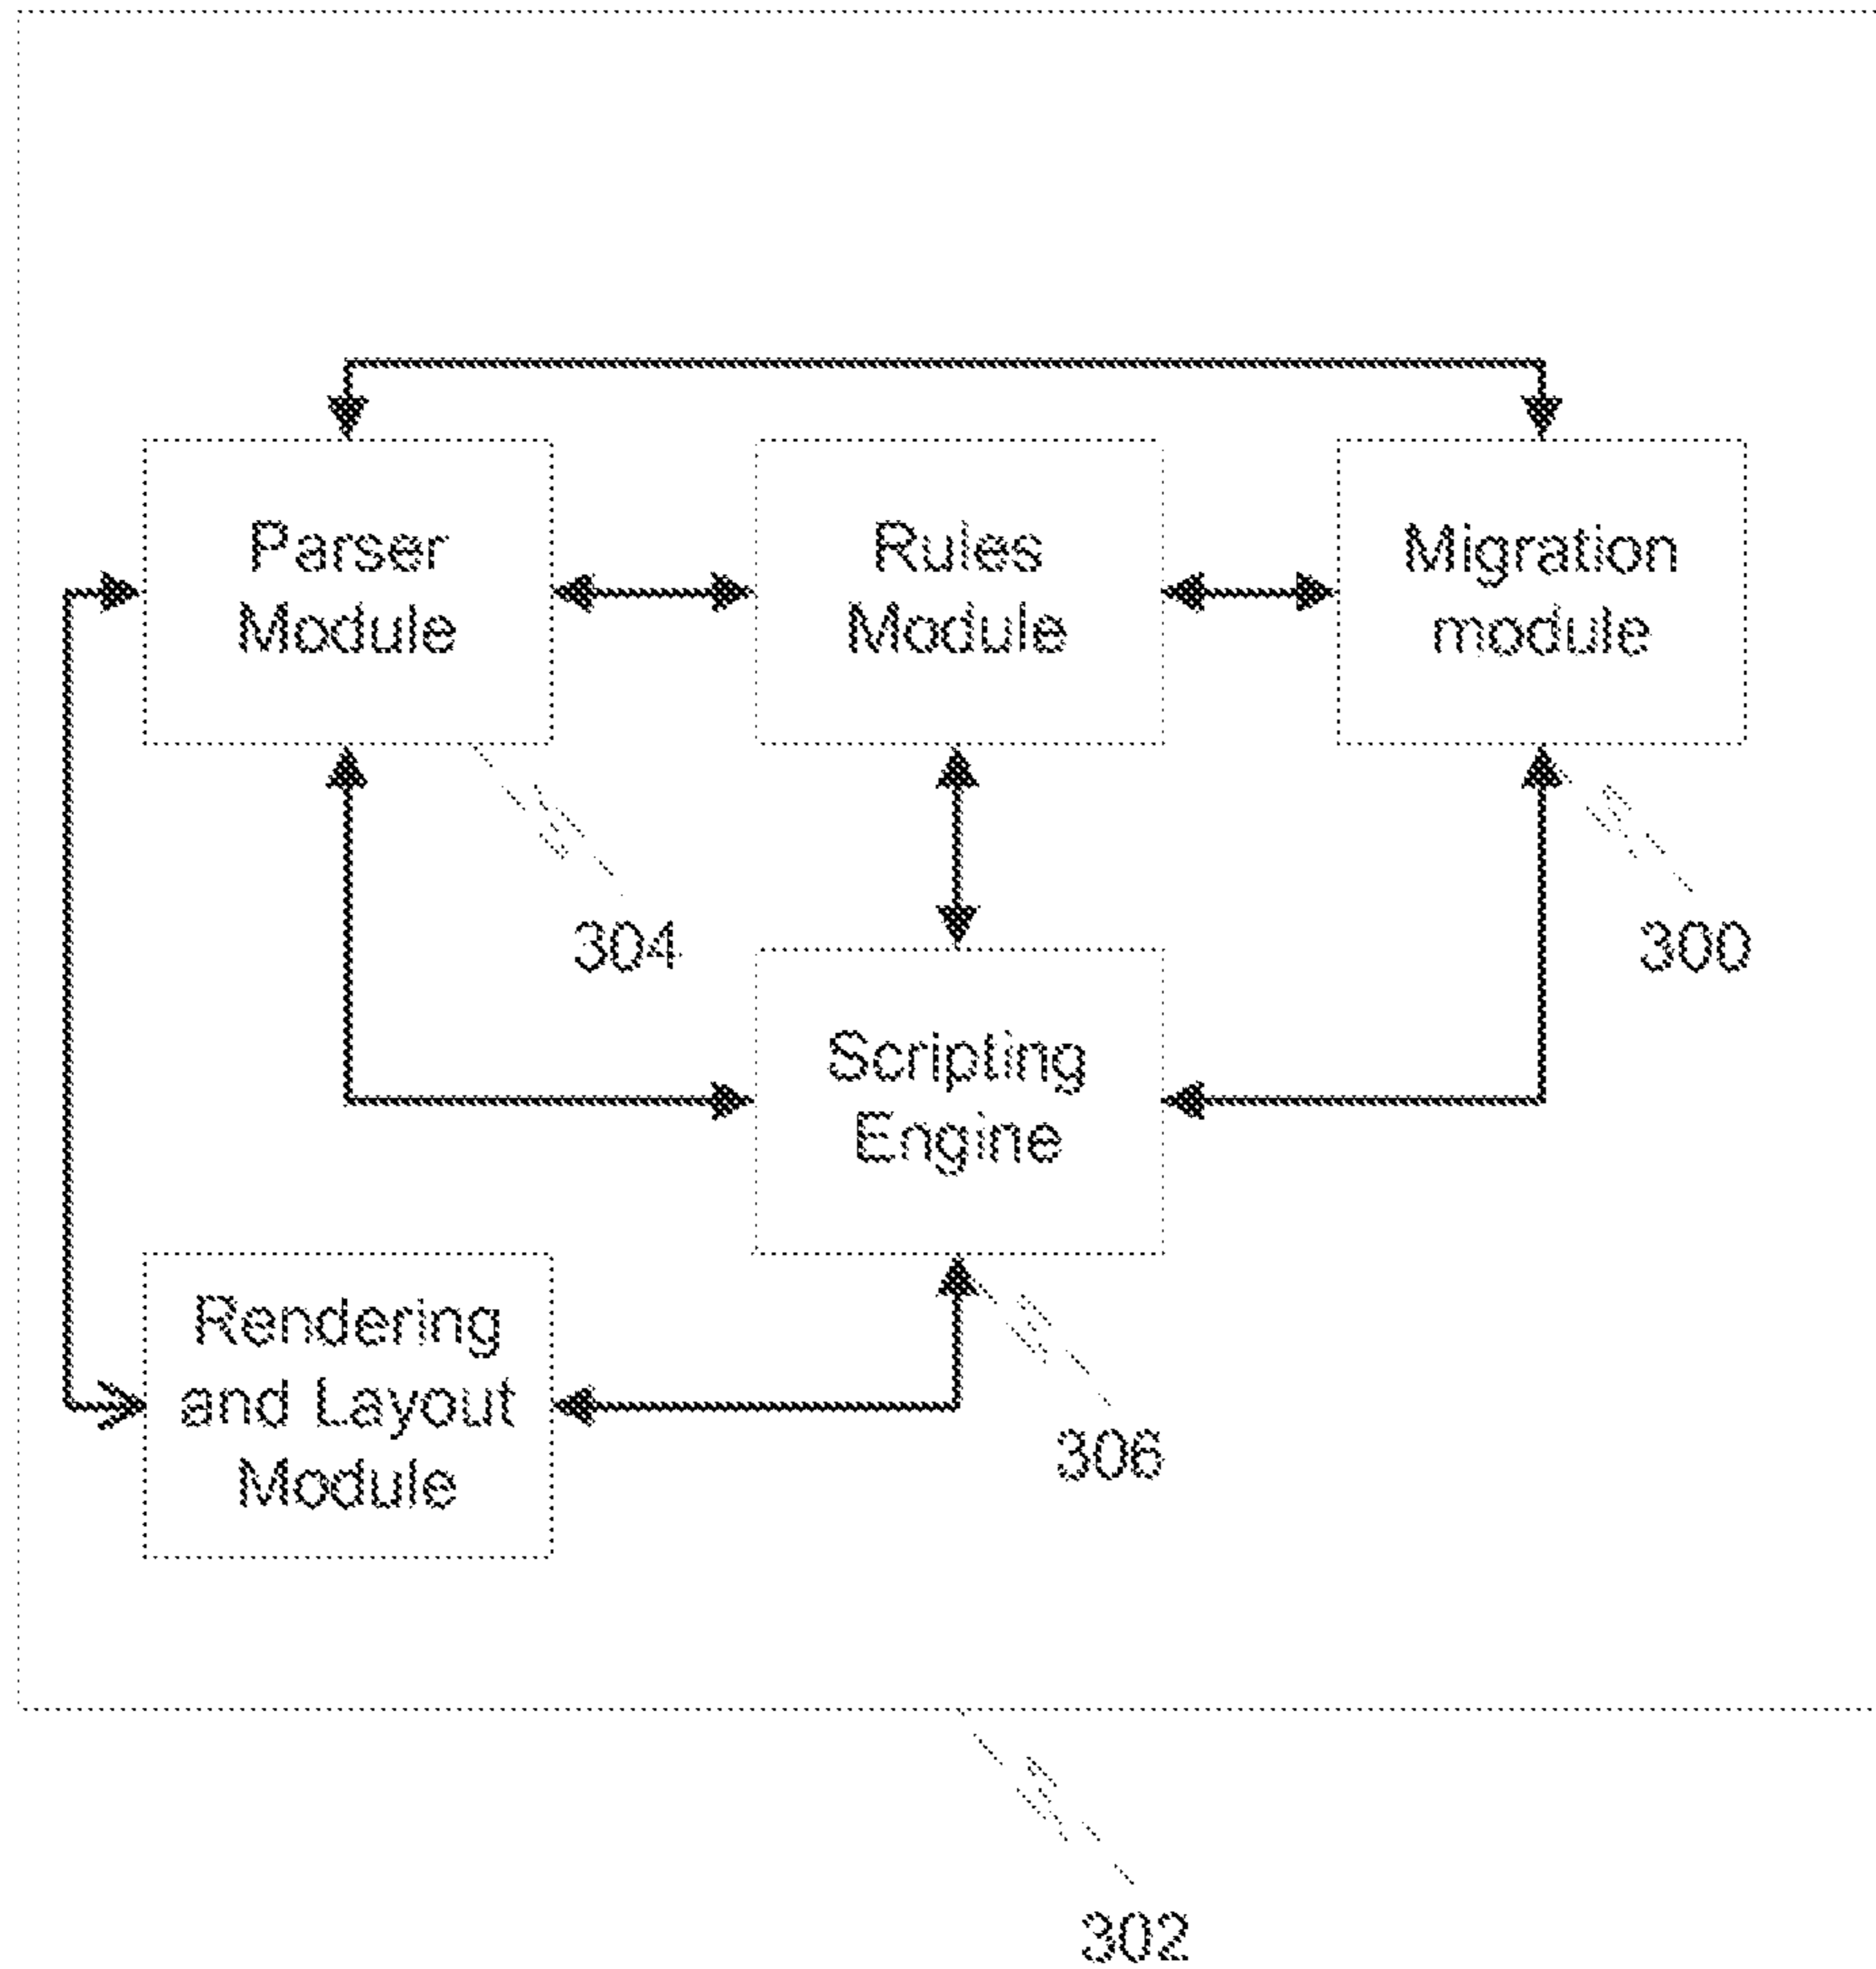 Parser
Module
Rules
Module
Migration
module
304
300
Scripting
Engine
Rendering
and Layout
Module
306
302